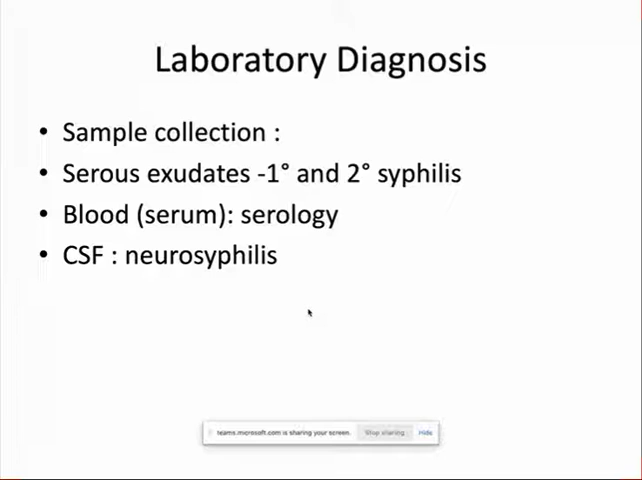 Laboratory Diagnosis
• Sample collection :
• Serous exudates -1° and 2° syphilis
• Blood (serum): serology
• CSF : neurosyphilis
teams.microsoft.com is sharing your screen. Stop sharing Hide